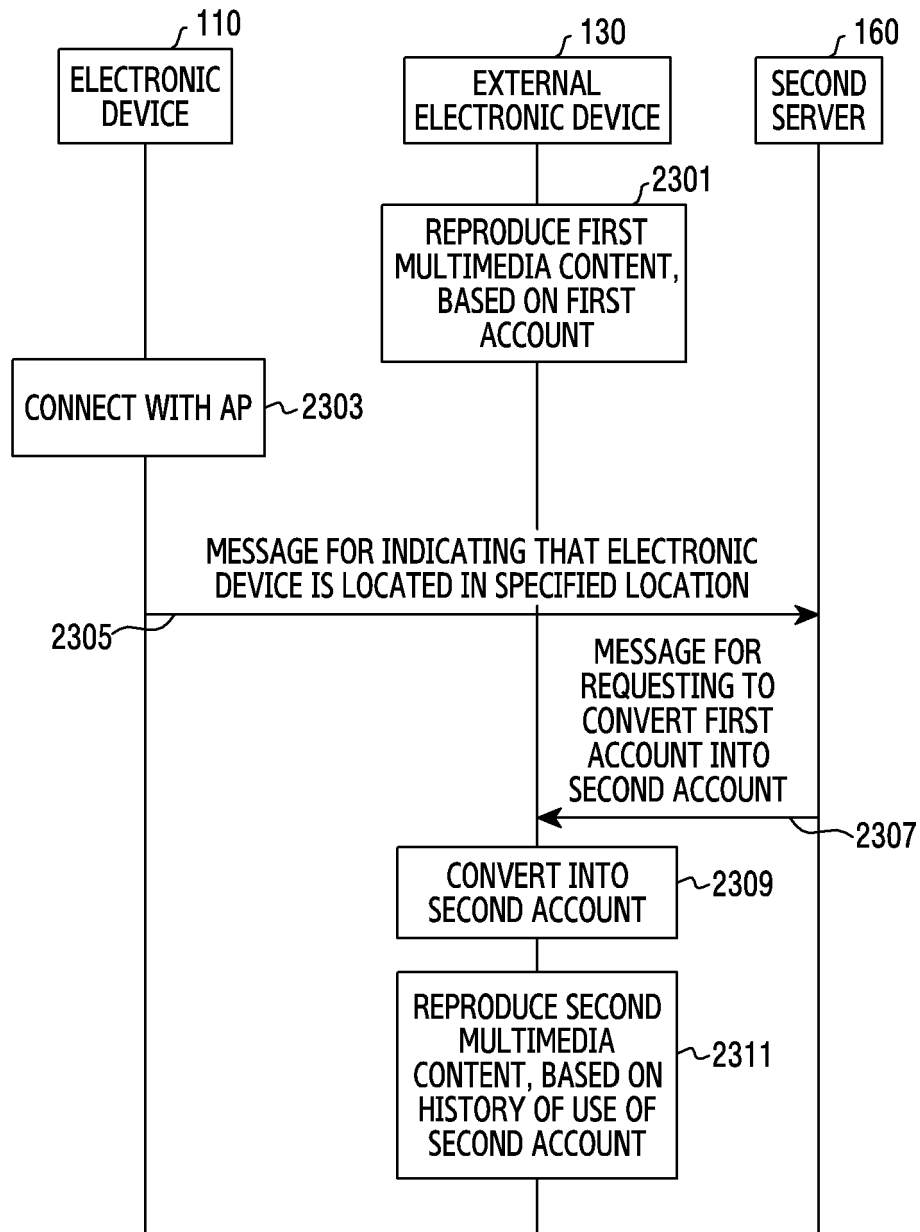 110
130
160
ELECTRONIC
DEVICE
EXTERNAL
ELECTRONIC DEVICE
SECOND
SERVER
2301
REPRODUCE FIRST
MULTIMEDIA CONTENT,
BASED ON FIRST
ACCOUNT
CONNECT WITH AP
2303
MESSAGE FOR INDICATING THAT ELECTRONIC
DEVICE IS LOCATED IN SPECIFIED LOCATION
2305
MESSAGE FOR
REQUESTING TO
CONVERT FIRST
ACCOUNT INTO
SECOND ACCOUNT
2307
CONVERT INTO
SECOND ACCOUNT
2309
REPRODUCE SECOND
MULTIMEDIA
CONTENT, BASED ON
HISTORY OF USE OF
SECOND ACCOUNT
2311